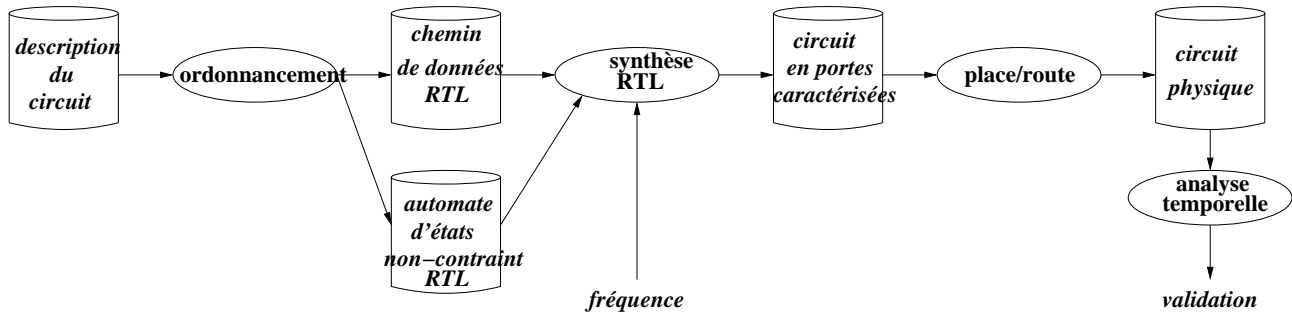 description
du
circuit
ordonnancement
chemin
de données
RTL
automate
d'états
non-contraint
RTL
synthèse
RTL
fréquence
circuit
en portes
caractérisées
place/route
circuit
physique
analyse
temporelle
validation